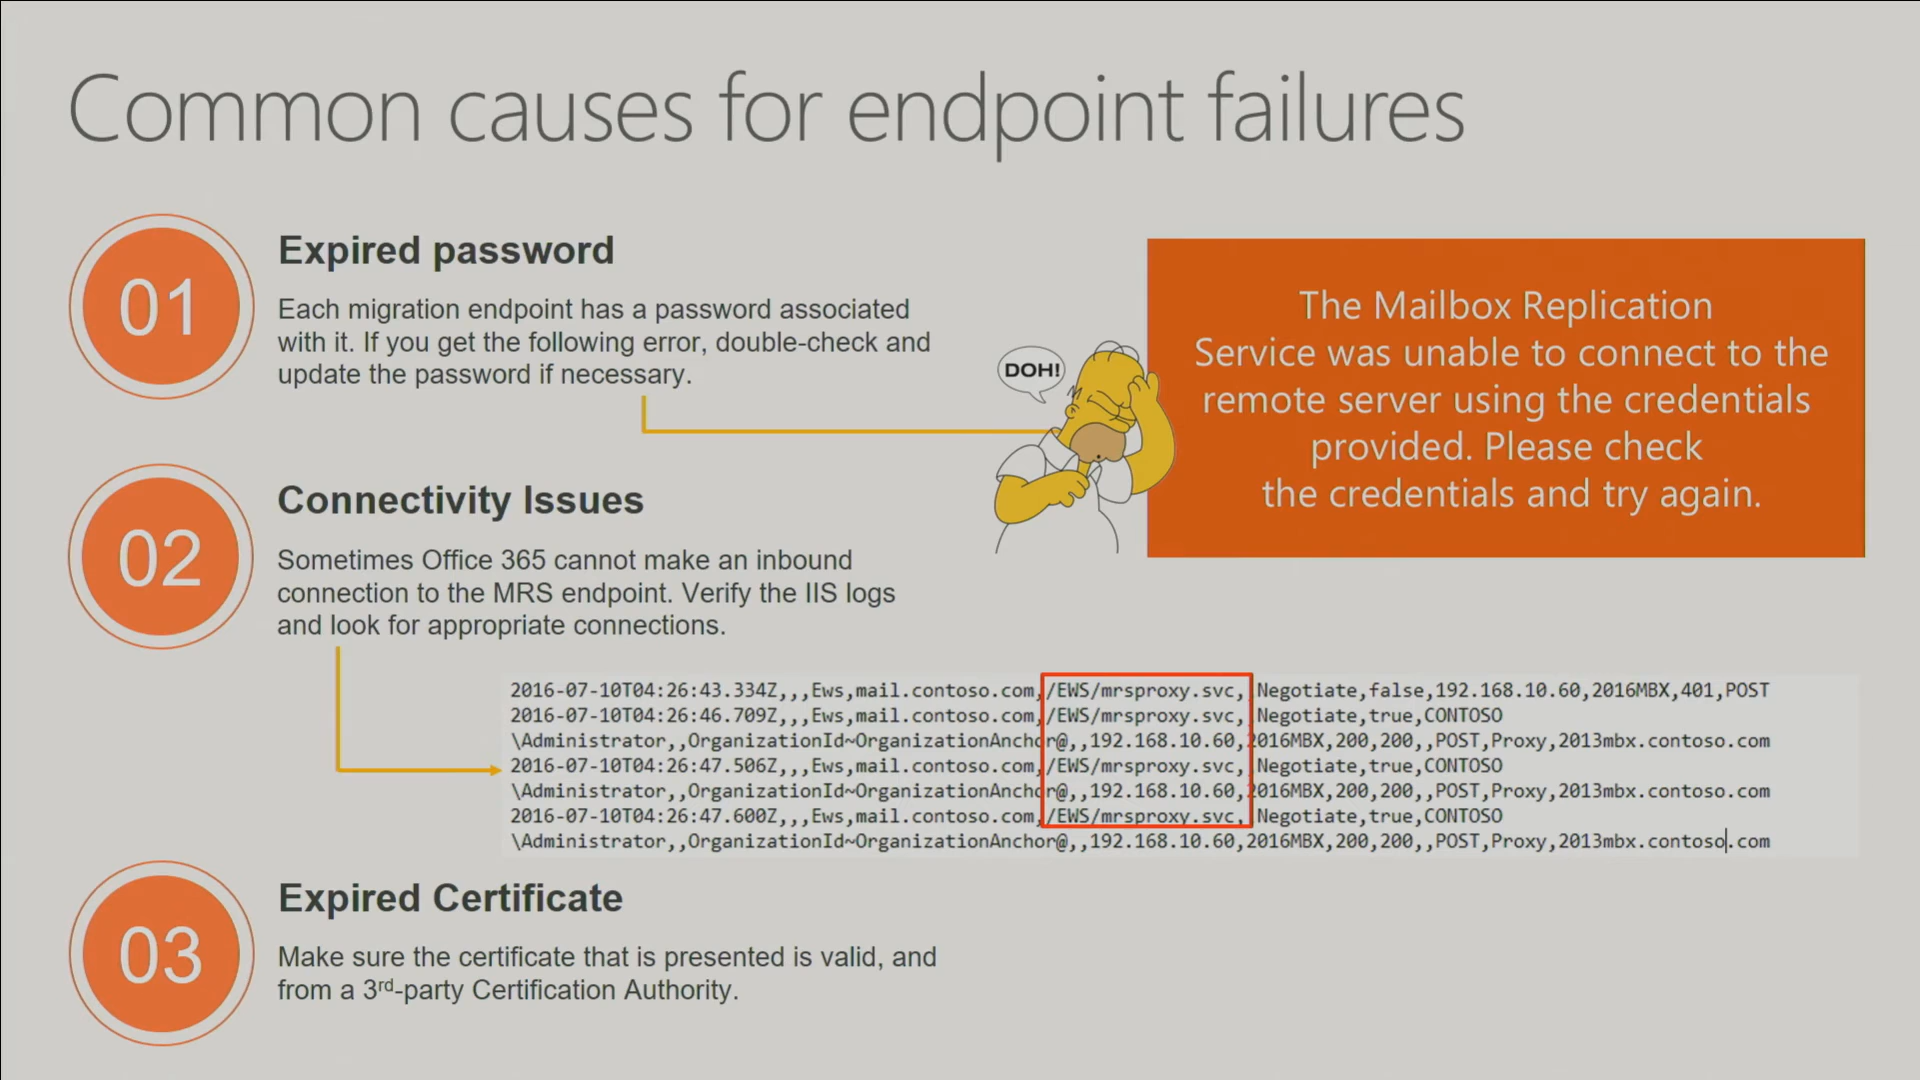 Common causes for endpoint failures
01
Expired password
Each migration endpoint has a password associated
with it. If you get the following error, double-check and
update the password if necessary.
DOH!
The Mailbox Replication
Service was unable to connect to the
remote server using the credentials
provided. Please check
the credentials and try again.
02
Connectivity Issues
Sometimes Office 365 cannot make an inbound
connection to the MRS endpoint. Verify the IIS logs
and look for appropriate connections.
2016-07-10T04:26:43.334Z,,,Ews,mail.contoso.com,/EWS/mrsproxy.svc,,Negotiate,false,192.168.10.60,2016MBX,401,POST
2016-07-10T04:26:46.709Z,,,Ews,mail.contoso.com,/EWS/mrsproxy.svc,,Negotiate,true,CONTOSO
\Administrator,,OrganizationId~OrganizationAnchor@,,192.168.10.60,2016MBX,200,200,,POST,Proxy,2013mbx.contoso.com
2016-07-10T04:26:47.506Z,,,Ews,mail.contoso.com,/EWS/mrsproxy.svc,,Negotiate,true,CONTOSO
\Administrator,,OrganizationId~OrganizationAnchor@,,192.168.10.60,2016MBX,200,200,,POST,Proxy,2013mbx.contoso.com
2016-07-10T04:26:47.600Z,,,Ews,mail.contoso.com,/EWS/mrsproxy.svc,,Negotiate,true,CONTOSO
\Administrator,,OrganizationId~OrganizationAnchor@,,192.168.10.60,2016MBX,200,200,,POST,Proxy,2013mbx.contoso.com
03
Expired Certificate
Make sure the certificate that is presented is valid, and
from a 3rd-party Certification Authority.